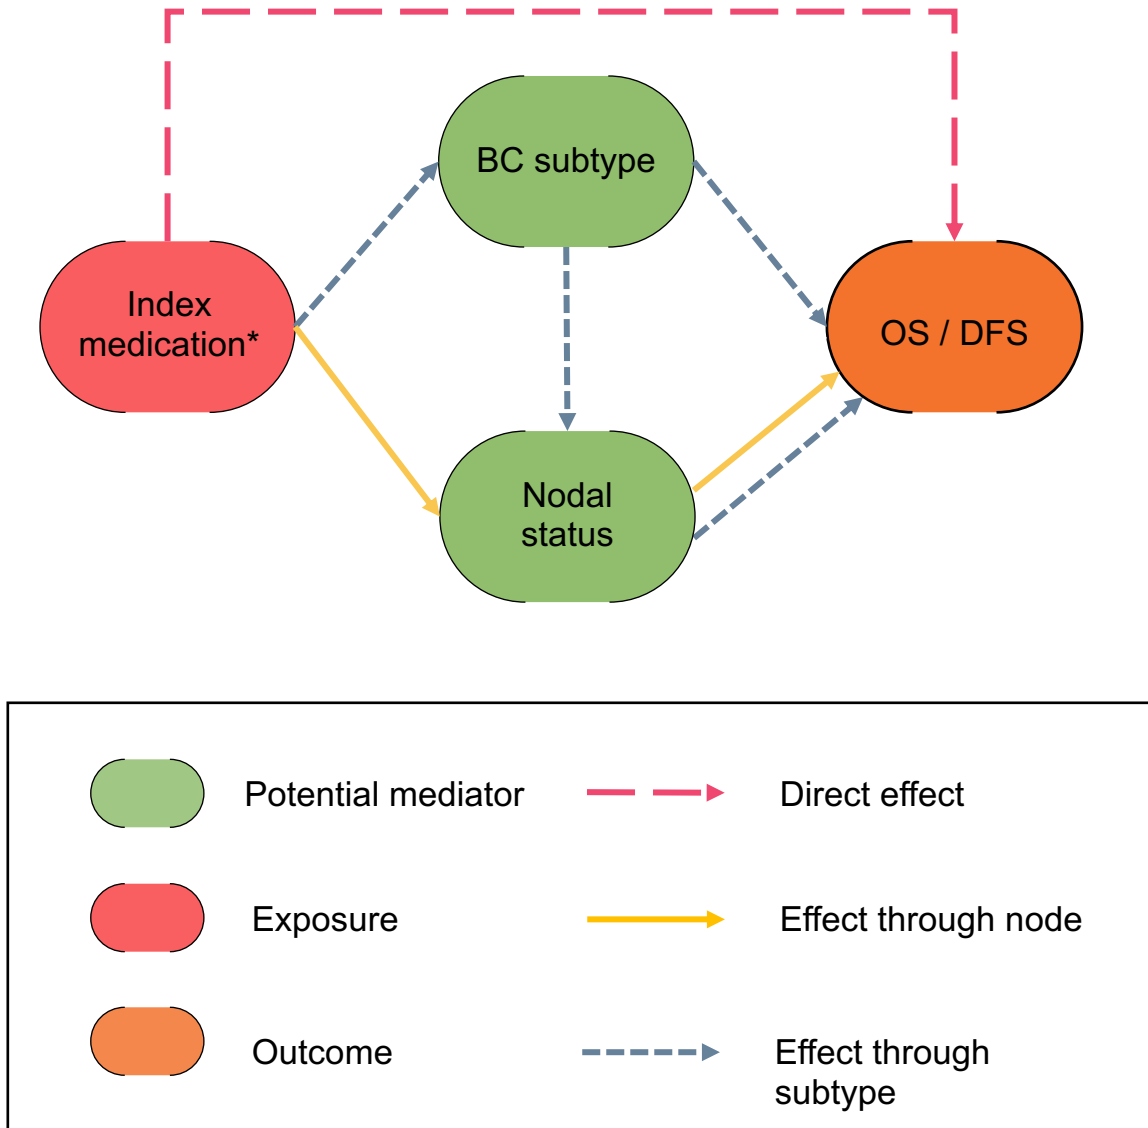 BC subtype
Index
medication*
OS / DFS
Nodal
status
Potential mediator
Direct effect
Exposure
Effect through node
Outcome
Effect through
subtype